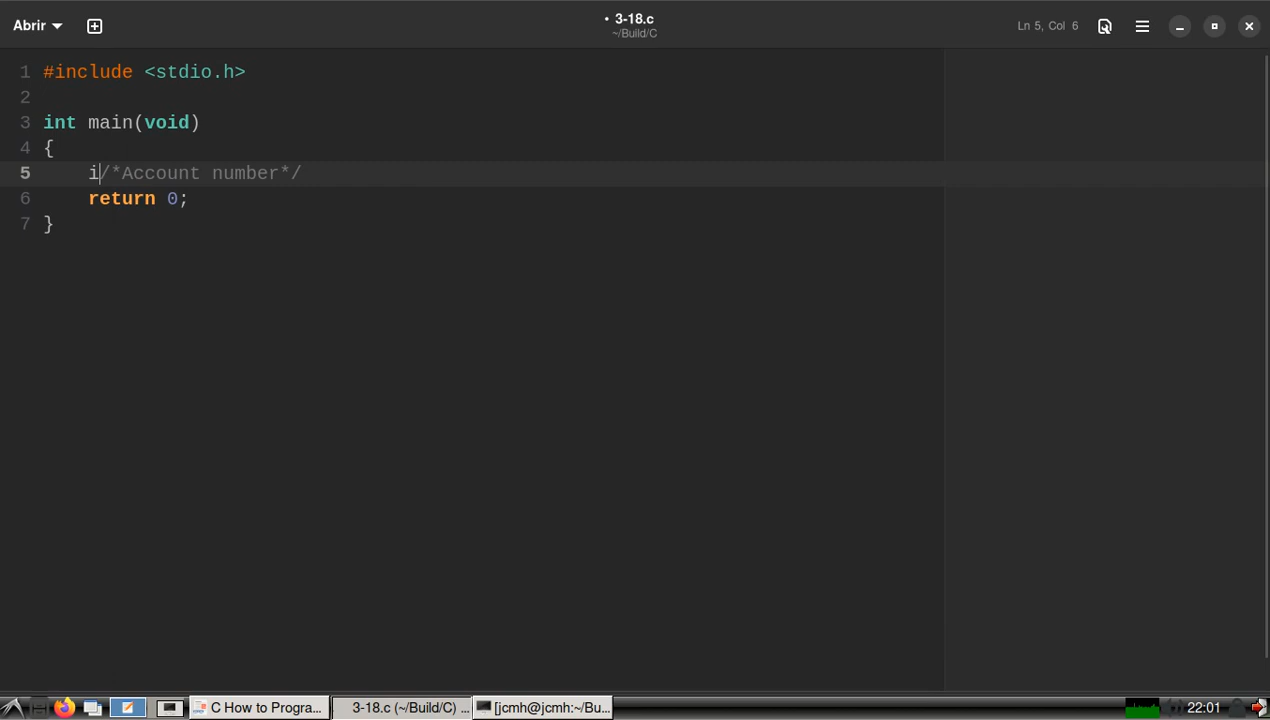 Abrir
• 3-18.c
~/Build/C
Ln 5, Col 6
1 #include <stdio.h>
2
3 int main(void)
4 {
5 i/*Account number*/
6 return 0;
7 }
C How to Progra...
3-18.c (~/Build/C) ...
[jcmh@jcmh:~/Bu...
22:01